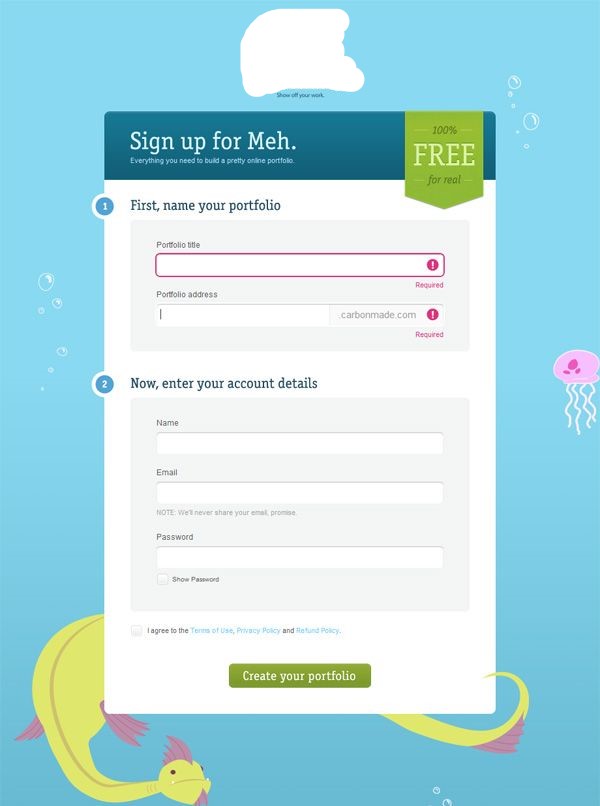 Show off your work.
Sign up for Meh.
Everything you need to build a pretty online portfolio.
100%
FREE
for real
1
First, name your portfolio
Portfolio title
!
Required
Portfolio address
.carbonmade.com
!
Required
2
Now, enter your account details
Name
Email
NOTE: We'll never share your email, promise.
Password
Show Password
I agree to the Terms of Use, Privacy Policy and Refund Policy.
Create your portfolio